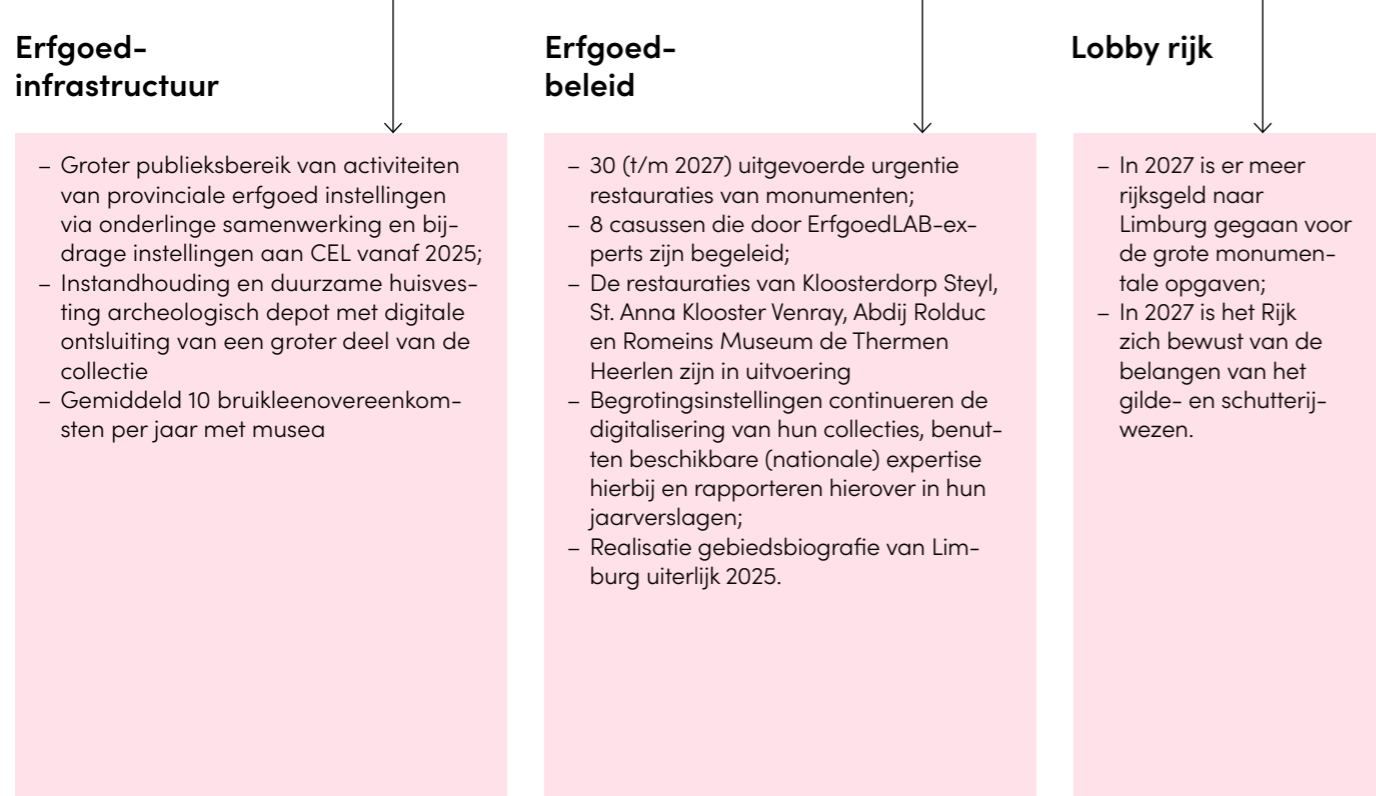 Erfgoed-
infrastructuur
– Groter publieksbereik van activiteiten
van provinciale erfgoed instellingen
via onderlinge samenwerking en bij-
drage instellingen aan CEL vanaf 2025;
– Instandhouding en duurzame huisves-
ting archeologisch depot met digitale
ontsluiting van een groter deel van de
collectie
– Gemiddeld 10 bruikleenovereenkom-
sten per jaar met musea
Erfgoed-
beleid
– 30 (t/m 2027) uitgevoerde urgentie
restauraties van monumenten;
– 8 casussen die door ErfgoedLAB-ex-
perts zijn begeleid;
– De restauraties van Kloosterdorp Steyl,
St. Anna Klooster Venray, Abdij Rolduc
en Romeins Museum de Thermen
Heerlen zijn in uitvoering
– Begrotingsinstellingen continueren de
digitalisering van hun collecties, benut-
ten beschikbare (nationale) expertise
hierbij en rapporteren hierover in hun
jaarverslagen;
– Realisatie gebiedsbiografie van Lim-
burg uiterlijk 2025.
Lobby rijk
– In 2027 is er meer
rijksgeld naar
Limburg gegaan voor
de grote monumen-
tale opgaven;
– In 2027 is het Rijk
zich bewust van de
belangen van het
gilde- en schutterij-
wezen.